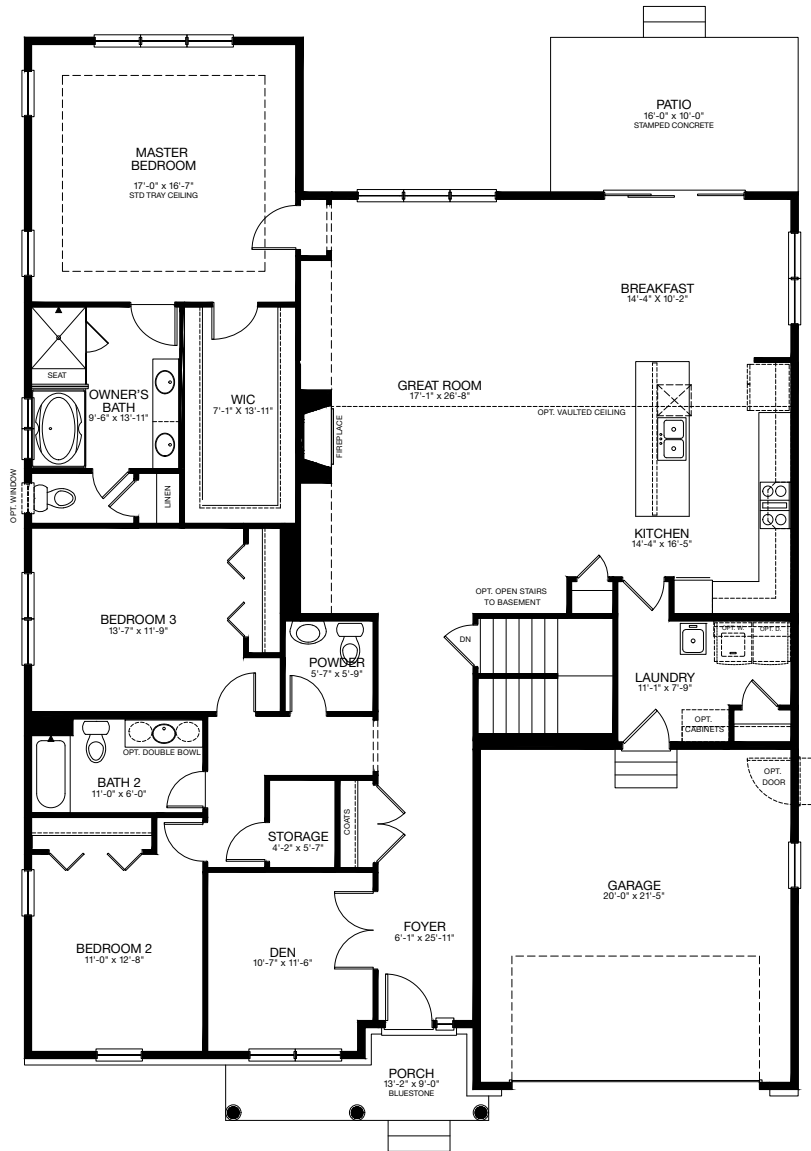 PATIO
16'-0" x 10'-0"
STAMPED CONCRETE
MASTER
BEDROOM
17'-0" x 16'-7"
STD TRAY CEILING
BREAKFAST
14'-4" X 10'-2"
SEAT
OWNER'S
BATH
9'-6" x 13'-11"
WIC
7'-1" X 13'-11"
GREAT ROOM
17'-1" x 26'-8"
OPT. VAULTED CEILING
FIREPLACE
OPT. WINDOW
LINEN
KITCHEN
14'-4" x 16'-5"
OPT. OPEN STAIRS
TO BASEMENT
BEDROOM 3
13'-7" x 11'-9"
POWDER
5'-7" x 5'-9"
DN
OPT. W.
OPT. D.
LAUNDRY
11'-1" x 7'-9"
OPT.
CABINETS
OPT. DOUBLE BOWL
BATH 2
11'-0" x 6'-0"
OPT.
DOOR
STORAGE
4'-2" x 5'-7"
COATS
GARAGE
20'-0" x 21'-5"
FOYER
6'-1" x 25'-11"
BEDROOM 2
11'-0" x 12'-8"
DEN
10'-7" x 11'-6"
PORCH
13'-2" x 9'-0"
BLUESTONE